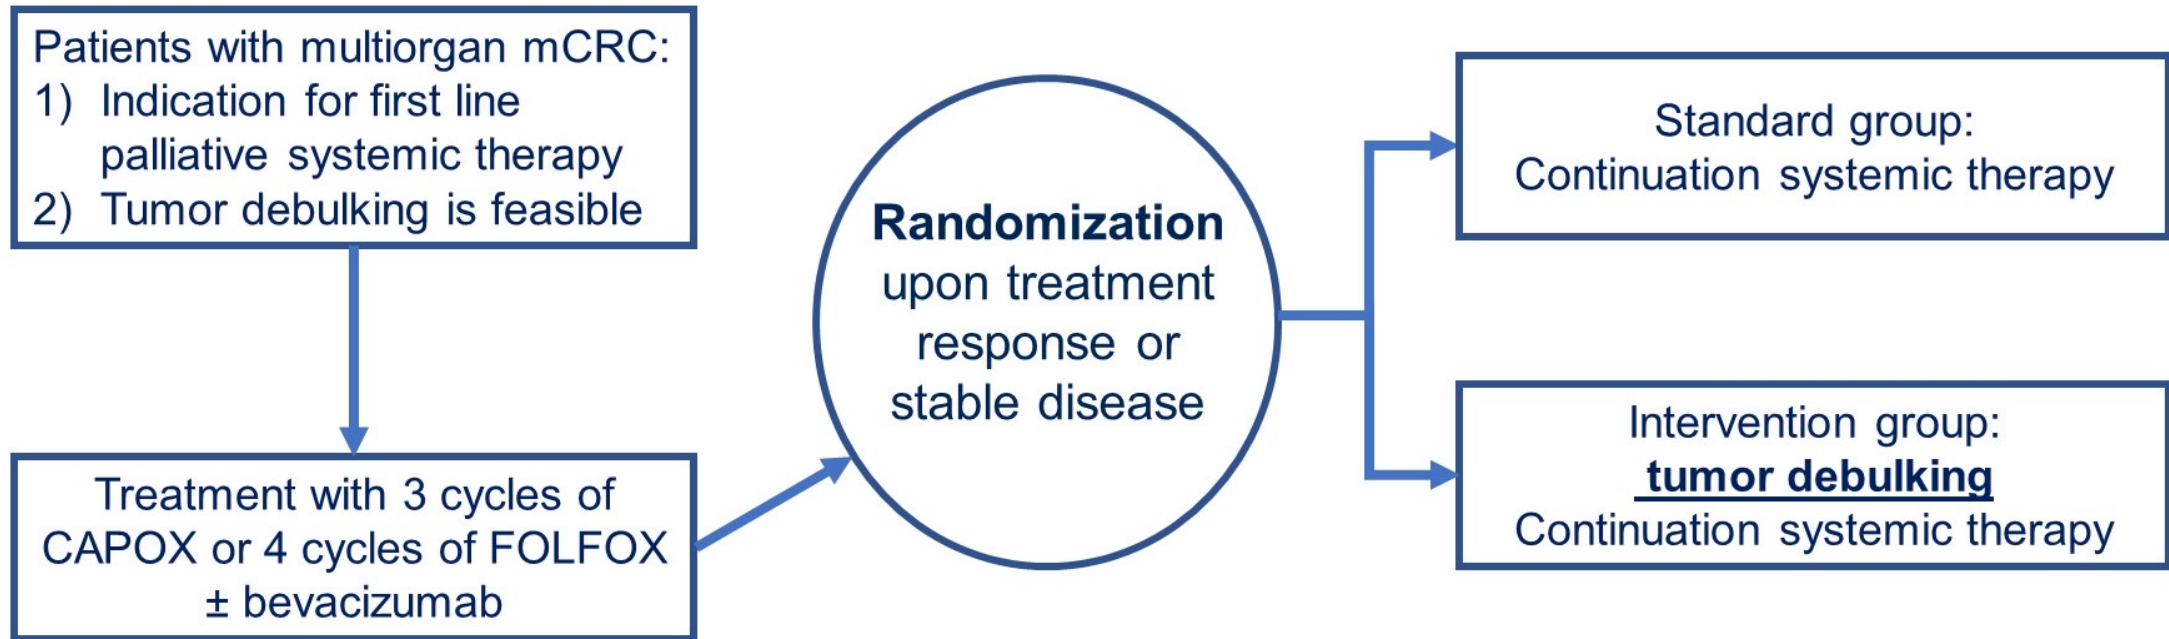 Patients with multiorgan mCRC:
1) Indication for first line
palliative systemic therapy
2) Tumor debulking is feasible
Treatment with 3 cycles of
CAPOX or 4 cycles of FOLFOX
± bevacizumab
Randomization
upon treatment
response or
stable disease
Standard group:
Continuation systemic therapy
Intervention group:
tumor debulking
Continuation systemic therapy